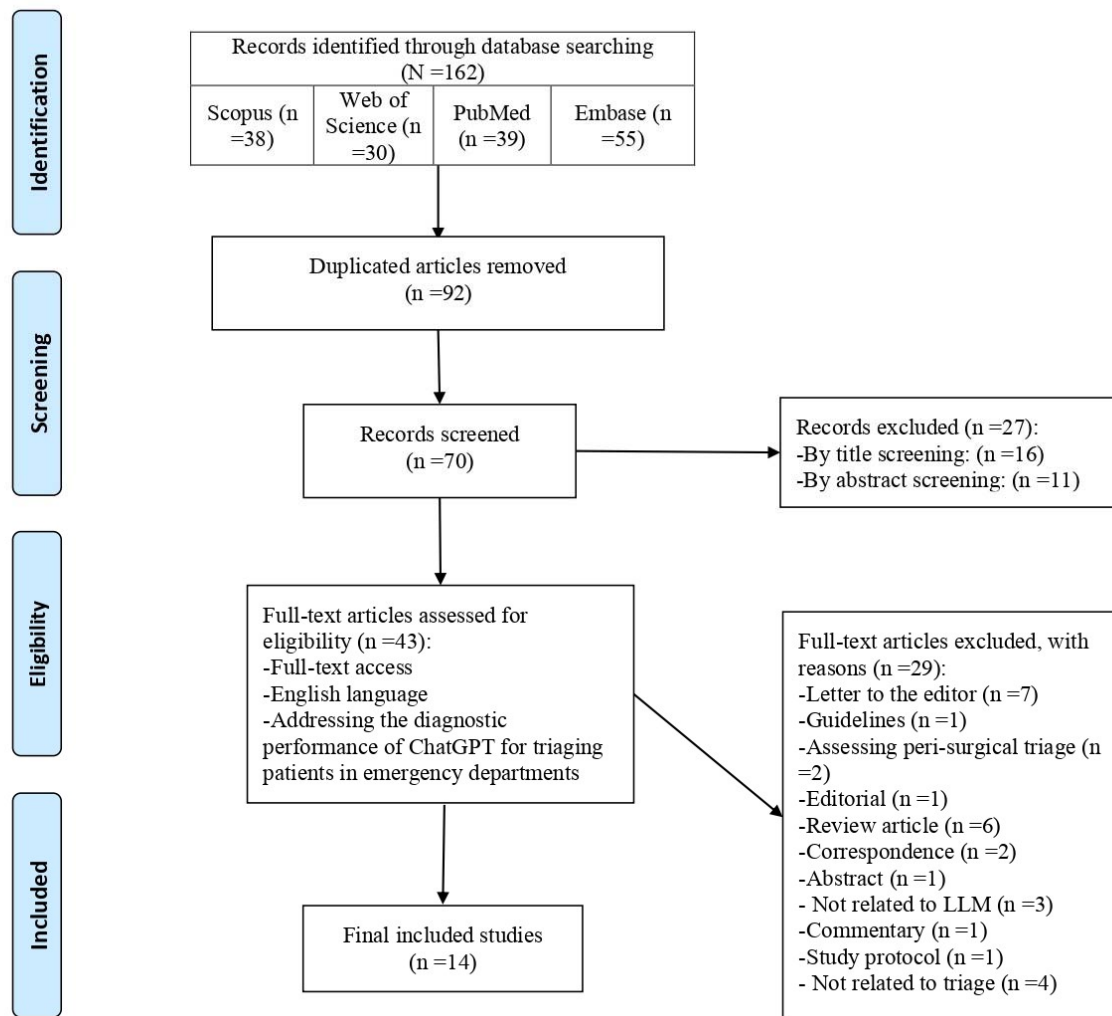 Identification
Records identified through database searching
(N =162)
Scopus (n
=38)
Web of
Science (n
=30)
PubMed
(n =39)
Embase (n
=55)
Duplicated articles removed
(n =92)
Screening
Records screened
(n =70)
Records excluded (n =27):
-By title screening: (n =16)
-By abstract screening: (n =11)
Eligibility
Full-text articles assessed for
eligibility (n =43):
-Full-text access
-English language
-Addressing the diagnostic
performance of ChatGPT for triaging
patients in emergency departments
Full-text articles excluded, with
reasons (n =29):
-Letter to the editor (n =7)
-Guidelines (n =1)
-Assessing peri-surgical triage (n
=2)
-Editorial (n =1)
-Review article (n =6)
-Correspondence (n =2)
-Abstract (n =1)
- Not related to LLM (n =3)
-Commentary (n =1)
-Study protocol (n =1)
- Not related to triage (n =4)
Included
Final included studies
(n =14)